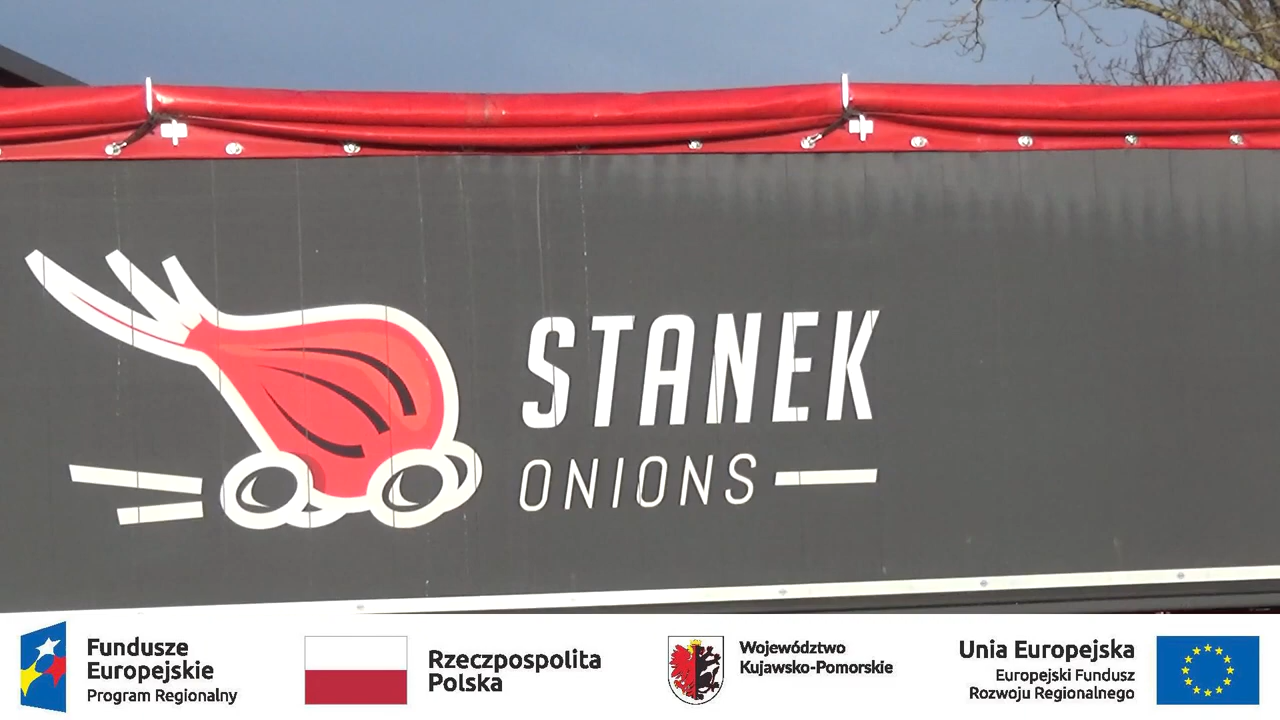 STANEK
ONIONS
Fundusze
Europejskie
Program Regionalny
Rzeczpospolita
Polska
Województwo
Kujawsko-Pomorskie
Unia Europejska
Europejski Fundusz
Rozwoju Regionalnego